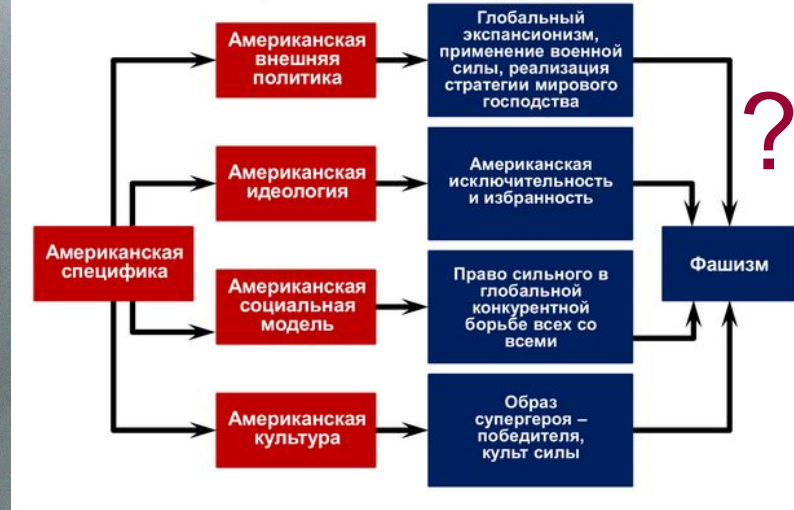 Американская
внешняя
политика
Глобальный
экспансионизм,
применение военной
силы, реализация
стратегии мирового
господства
?
Американская
идеология
Американская
исключительность
и избранность
Американская
специфика
Фашизм
Американская
социальная
модель
Право сильного в
глобальной
конкурентной
борьбе всех со
всеми
Американская
культура
Образ
супергероя –
победителя,
культ силы